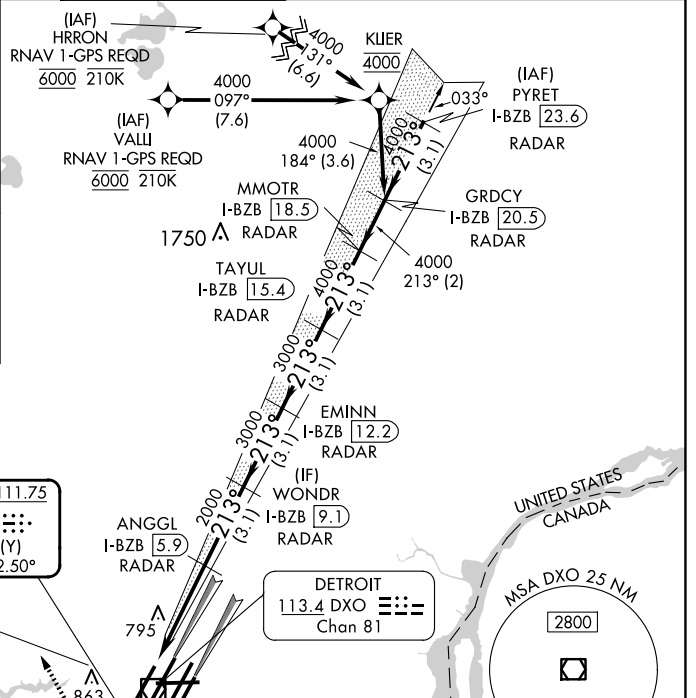 (IAF)
HRRON
RNAV 1-GPS REQD
6000 210K
4000
131°
(6.6)
KLIER
4000
4000
097°
(7.6)
(IAF)
VALLI
RNAV 1-GPS REQD
6000 210K
033°
(IAF)
PYRET
I-BZB 23.6
RADAR
4000
213°
(3.1)
4000
184° (3.6)
MMOTR
I-BZB 18.5
RADAR
GRDCY
I-BZB 20.5
RADAR
1750
4000
213° (2)
TAYUL
I-BZB 15.4
RADAR
4000
213°
(3.1)
3000
213°
(3.1)
EMINN
I-BZB 12.2
RADAR
3000
213°
(3.1)
(IF)
WONDR
I-BZB 9.1
RADAR
2000
213°
(3.1)
ANGGL
I-BZB 5.9
RADAR
111.75
(Y)
2.50°
795
863
DETROIT
113.4 DXO
Chan 81
UNITED STATES
CANADA
MSA DXO 25 NM
2800